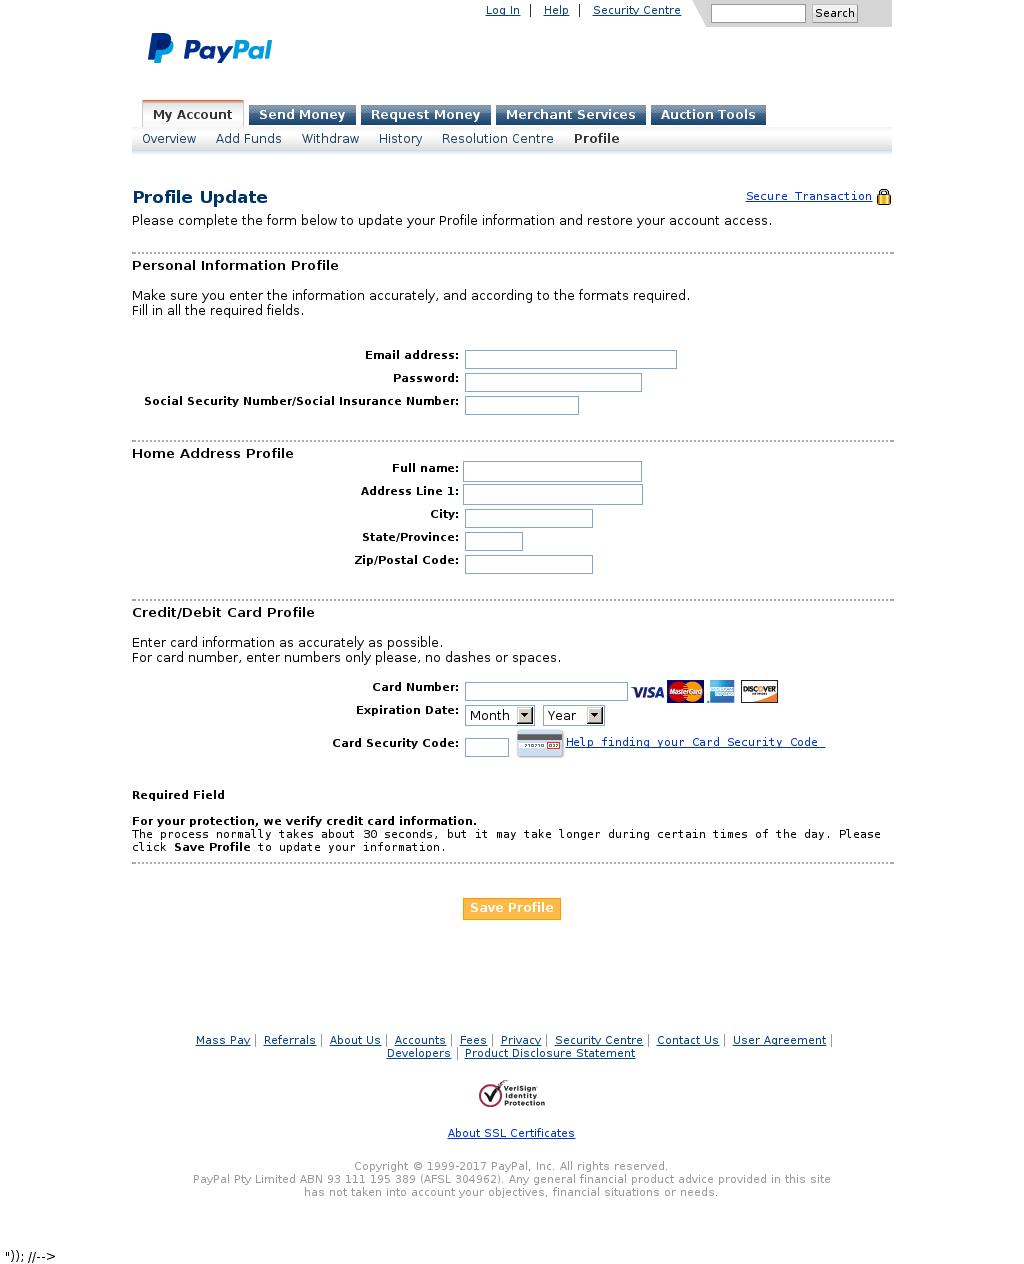 Log In | Help | Security Centre Search
PayPal
My Account Send Money Request Money Merchant Services Auction Tools
Overview Add Funds Withdraw History Resolution Centre Profile
Profile Update Secure Transaction
Please complete the form below to update your Profile information and restore your account access.
Personal Information Profile
Make sure you enter the information accurately, and according to the formats required.
Fill in all the required fields.
Email address:
Password:
Social Security Number/Social Insurance Number:
Home Address Profile
Full name:
Address Line 1:
City:
State/Province:
Zip/Postal Code:
Credit/Debit Card Profile
Enter card information as accurately as possible.
For card number, enter numbers only please, no dashes or spaces.
Card Number: VISA MasterCard DISCOVER
Expiration Date: Month Year
Card Security Code: Help finding your Card Security Code
Required Field
For your protection, we verify credit card information.
The process normally takes about 30 seconds, but it may take longer during certain times of the day. Please
click Save Profile to update your information.
Save Profile
Mass Pay | Referrals | About Us | Accounts | Fees | Privacy | Security Centre | Contact Us | User Agreement |
Developers | Product Disclosure Statement
VeriSign
Identity
Protection
About SSL Certificates
Copyright © 1999-2017 PayPal, Inc. All rights reserved.
PayPal Pty Limited ABN 93 111 195 389 (AFSL 304962). Any general financial product advice provided in this site
has not taken into account your objectives, financial situations or needs.
")); //-->